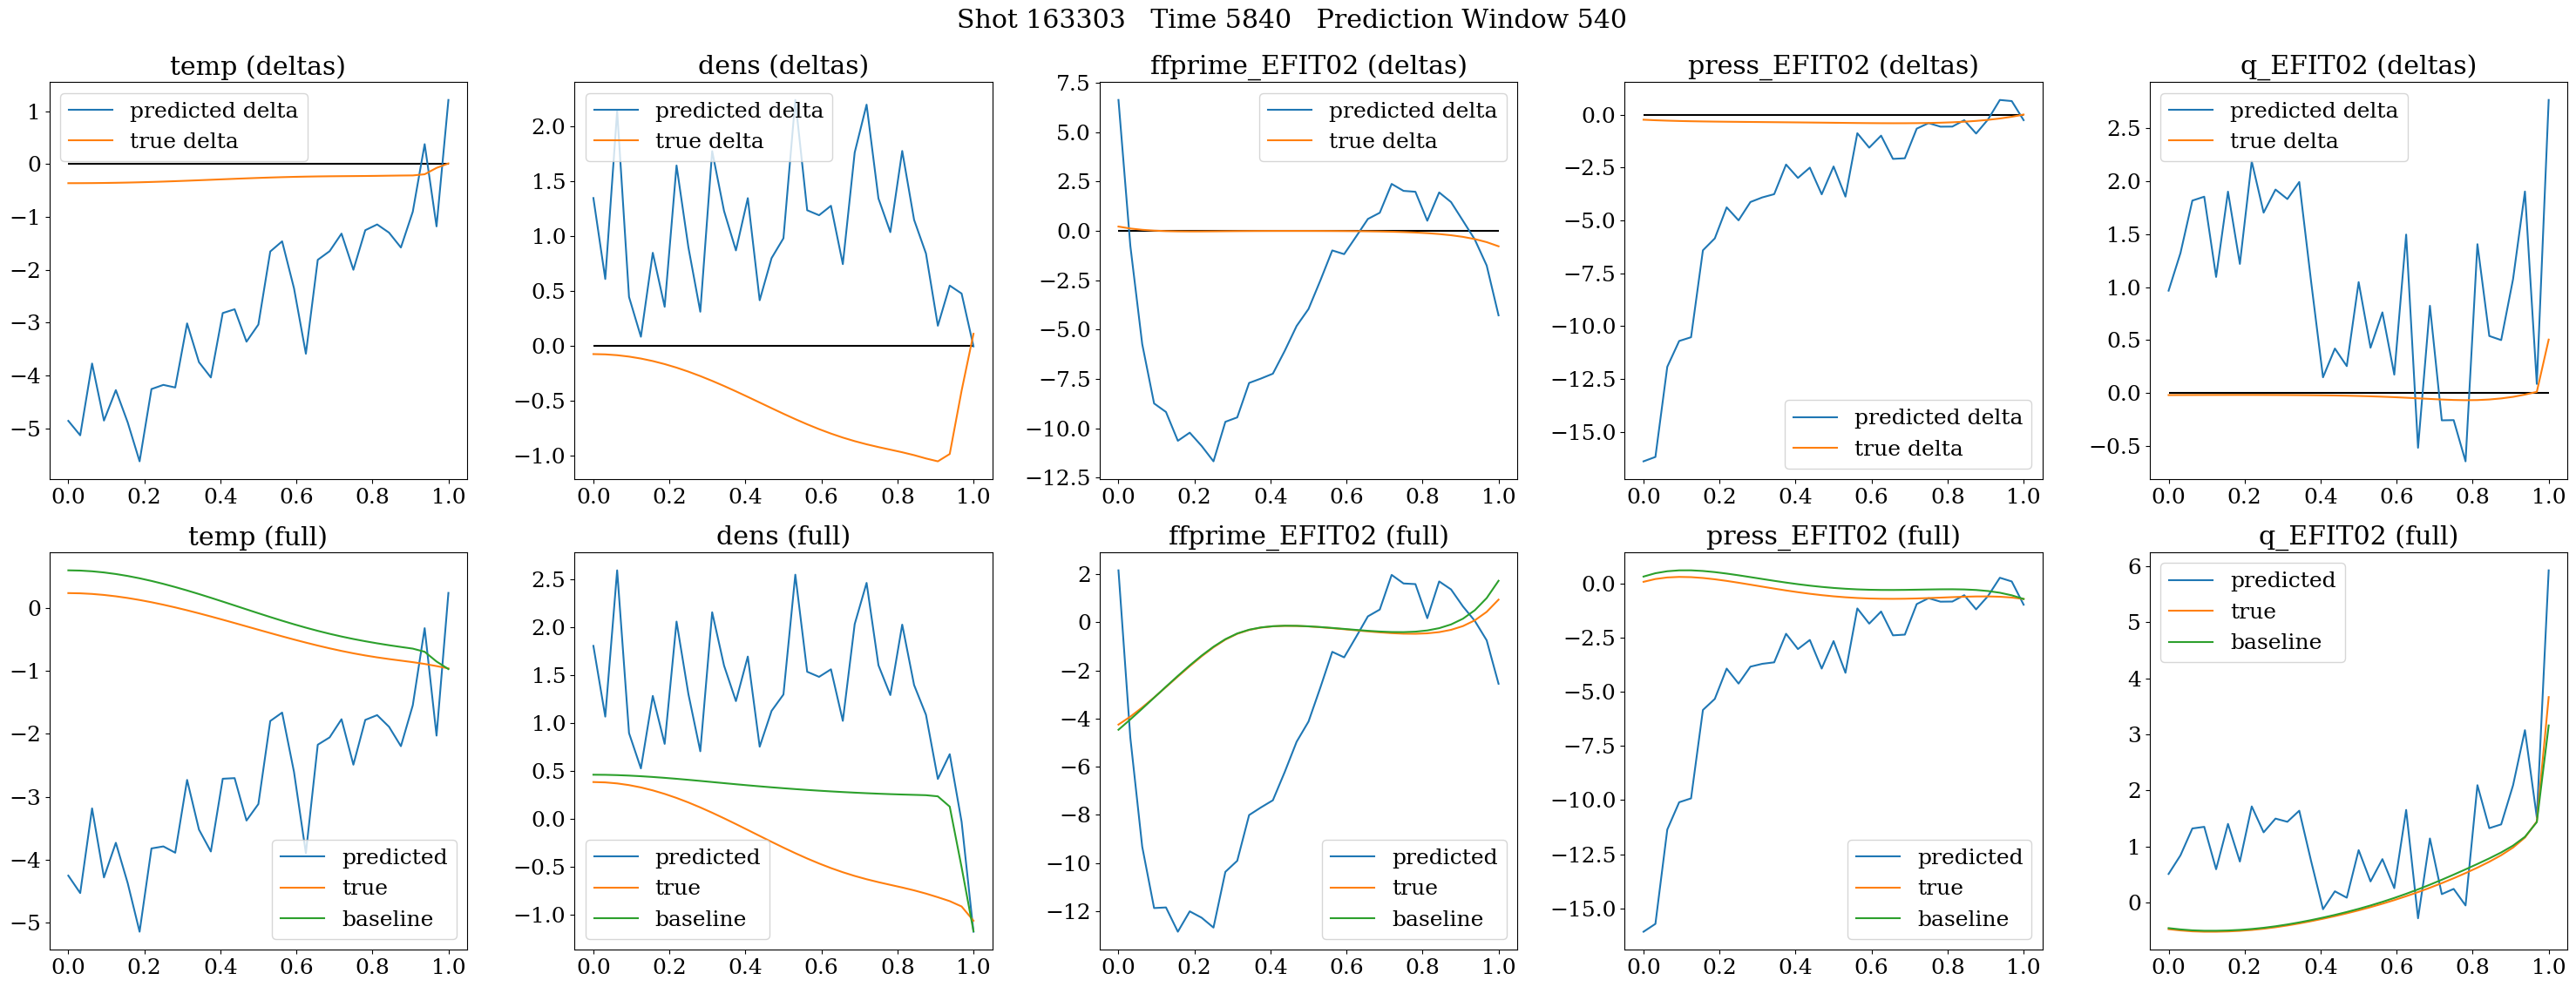 Shot 163303   Time 5840   Prediction Window 540
temp (deltas)
predicted delta
true delta
1
0
−1
−2
−3
−4
−5
0.0 0.2 0.4 0.6 0.8 1.0
dens (deltas)
predicted delta
true delta
2.0
1.5
1.0
0.5
0.0
−0.5
−1.0
0.0 0.2 0.4 0.6 0.8 1.0
ffprime_EFIT02 (deltas)
predicted delta
true delta
7.5
5.0
2.5
0.0
−2.5
−5.0
−7.5
−10.0
−12.5
0.0 0.2 0.4 0.6 0.8 1.0
press_EFIT02 (deltas)
0.0
−2.5
−5.0
−7.5
−10.0
−12.5
−15.0
predicted delta
true delta
0.0 0.2 0.4 0.6 0.8 1.0
q_EFIT02 (deltas)
predicted delta
true delta
2.5
2.0
1.5
1.0
0.5
0.0
−0.5
0.0 0.2 0.4 0.6 0.8 1.0
temp (full)
0
−1
−2
−3
−4
−5
predicted
true
baseline
0.0 0.2 0.4 0.6 0.8 1.0
dens (full)
2.5
2.0
1.5
1.0
0.5
0.0
−0.5
−1.0
predicted
true
baseline
0.0 0.2 0.4 0.6 0.8 1.0
ffprime_EFIT02 (full)
2
0
−2
−4
−6
−8
−10
−12
predicted
true
baseline
0.0 0.2 0.4 0.6 0.8 1.0
press_EFIT02 (full)
0.0
−2.5
−5.0
−7.5
−10.0
−12.5
−15.0
predicted
true
baseline
0.0 0.2 0.4 0.6 0.8 1.0
q_EFIT02 (full)
predicted
true
baseline
6
5
4
3
2
1
0
0.0 0.2 0.4 0.6 0.8 1.0